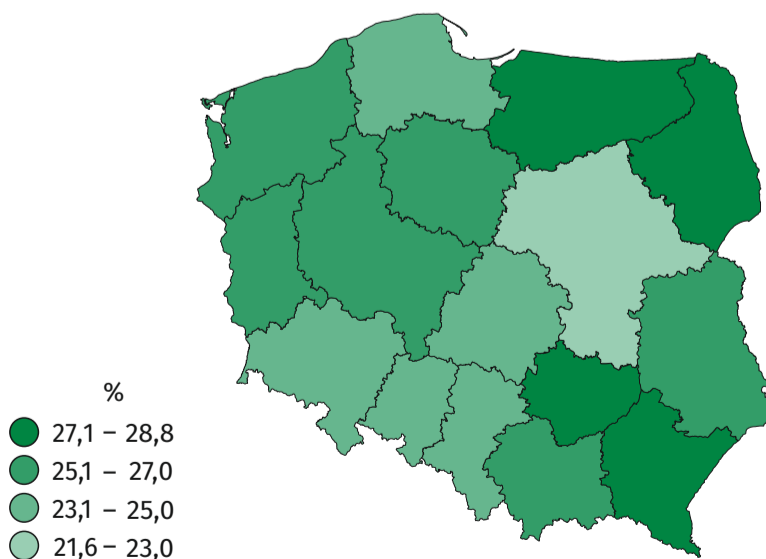 %
27,1 – 28,8
25,1 – 27,0
23,1 – 25,0
21,6 – 23,0